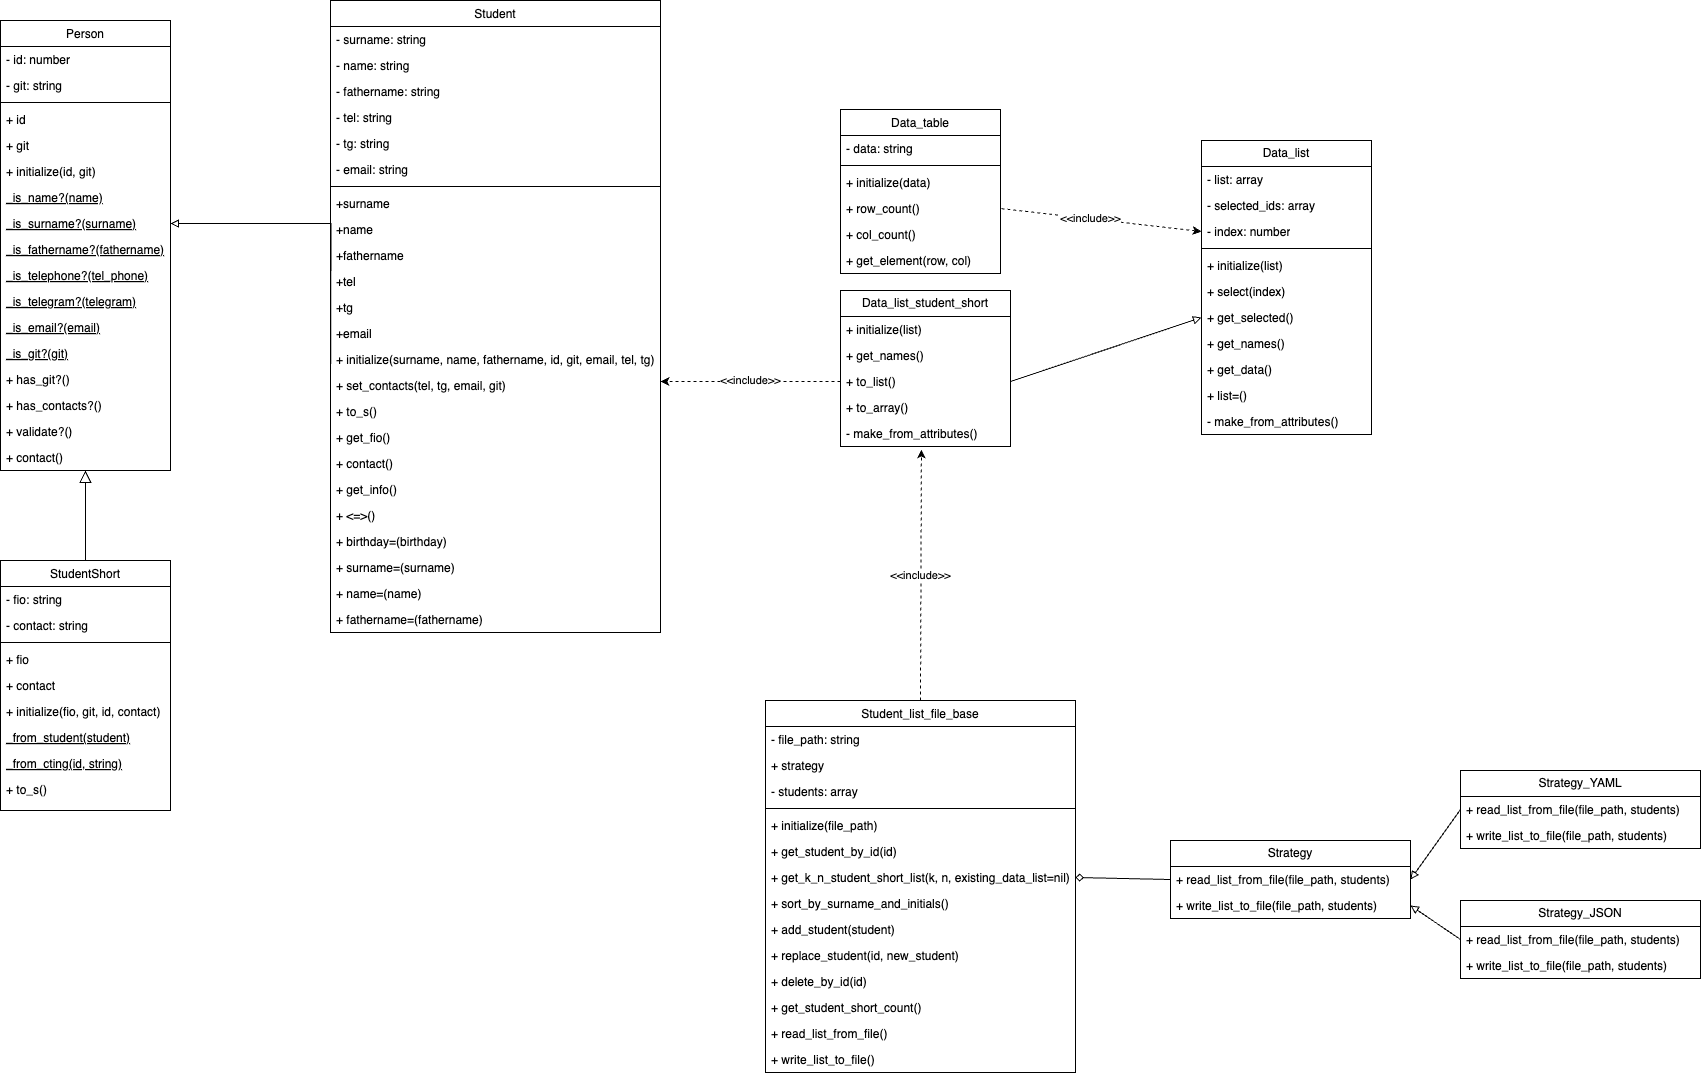 Person
- id: number
- git: string
+ id
+ git
+ initialize(id, git)
_is_name?(name)
_is_surname?(surname)
_is_fathername?(fathername)
_is_telephone?(tel_phone)
_is_telegram?(telegram)
_is_email?(email)
_is_git?(git)
+ has_git?()
+ has_contacts?()
+ validate?()
+ contact()
StudentShort
- fio: string
- contact: string
+ fio
+ contact
+ initialize(fio, git, id, contact)
_from_student(student)
_from_cting(id, string)
+ to_s()
Student
- surname: string
- name: string
- fathername: string
- tel: string
- tg: string
- email: string
+surname
+name
+fathername
+tel
+tg
+email
+ initialize(surname, name, fathername, id, git, email, tel, tg)
+ set_contacts(tel, tg, email, git)
+ to_s()
+ get_fio()
+ contact()
+ get_info()
+ <=>()
+ birthday=(birthday)
+ surname=(surname)
+ name=(name)
+ fathername=(fathername)
<<include>>
Data_table
- data: string
+ initialize(data)
+ row_count()
+ col_count()
+ get_element(row, col)
<<include>>
Data_list_student_short
+ initialize(list)
+ get_names()
+ to_list()
+ to_array()
- make_from_attributes()
Data_list
- list: array
- selected_ids: array
- index: number
+ initialize(list)
+ select(index)
+ get_selected()
+ get_names()
+ get_data()
+ list=()
- make_from_attributes()
<<include>>
Student_list_file_base
- file_path: string
+ strategy
- students: array
+ initialize(file_path)
+ get_student_by_id(id)
+ get_k_n_student_short_list(k, n, existing_data_list=nil)
+ sort_by_surname_and_initials()
+ add_student(student)
+ replace_student(id, new_student)
+ delete_by_id(id)
+ get_student_short_count()
+ read_list_from_file()
+ write_list_to_file()
Strategy
+ read_list_from_file(file_path, students)
+ write_list_to_file(file_path, students)
Strategy_YAML
+ read_list_from_file(file_path, students)
+ write_list_to_file(file_path, students)
Strategy_JSON
+ read_list_from_file(file_path, students)
+ write_list_to_file(file_path, students)